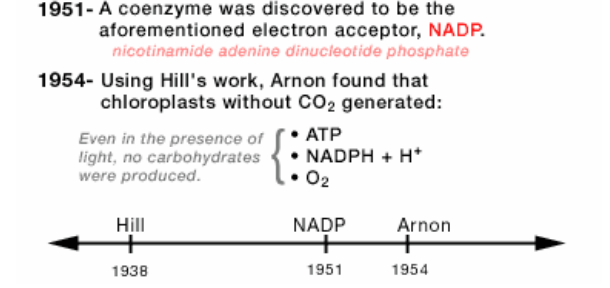 1951- A coenzyme was discovered to be the
aforementioned electron acceptor, NADP.
nicotinamide adenine dinucleotide phosphate
1954- Using Hill's work, Arnon found that
chloroplasts without CO₂ generated:
Even in the presence of
light, no carbohydrates
were produced.
• ATP
• NADPH + H⁺
• O₂
Hill NADP Arnon
1938 1951 1954